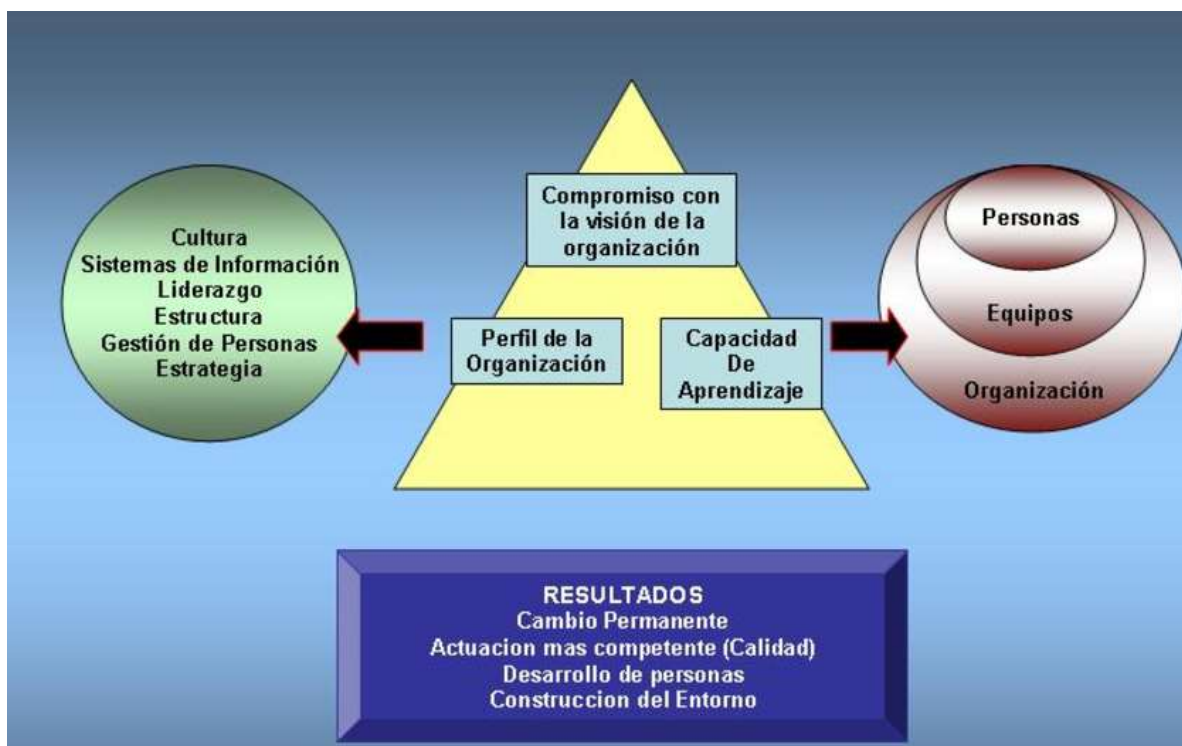 Cultura
Sistemas de Información
Liderazgo
Estructura
Gestión de Personas
Estrategia
Compromiso con
la visión de la
organización
Perfil de la
Organización
Capacidad
De
Aprendizaje
Personas
Equipos
Organización
RESULTADOS
Cambio Permanente
Actuacion mas competente (Calidad)
Desarrollo de personas
Construccion del Entorno